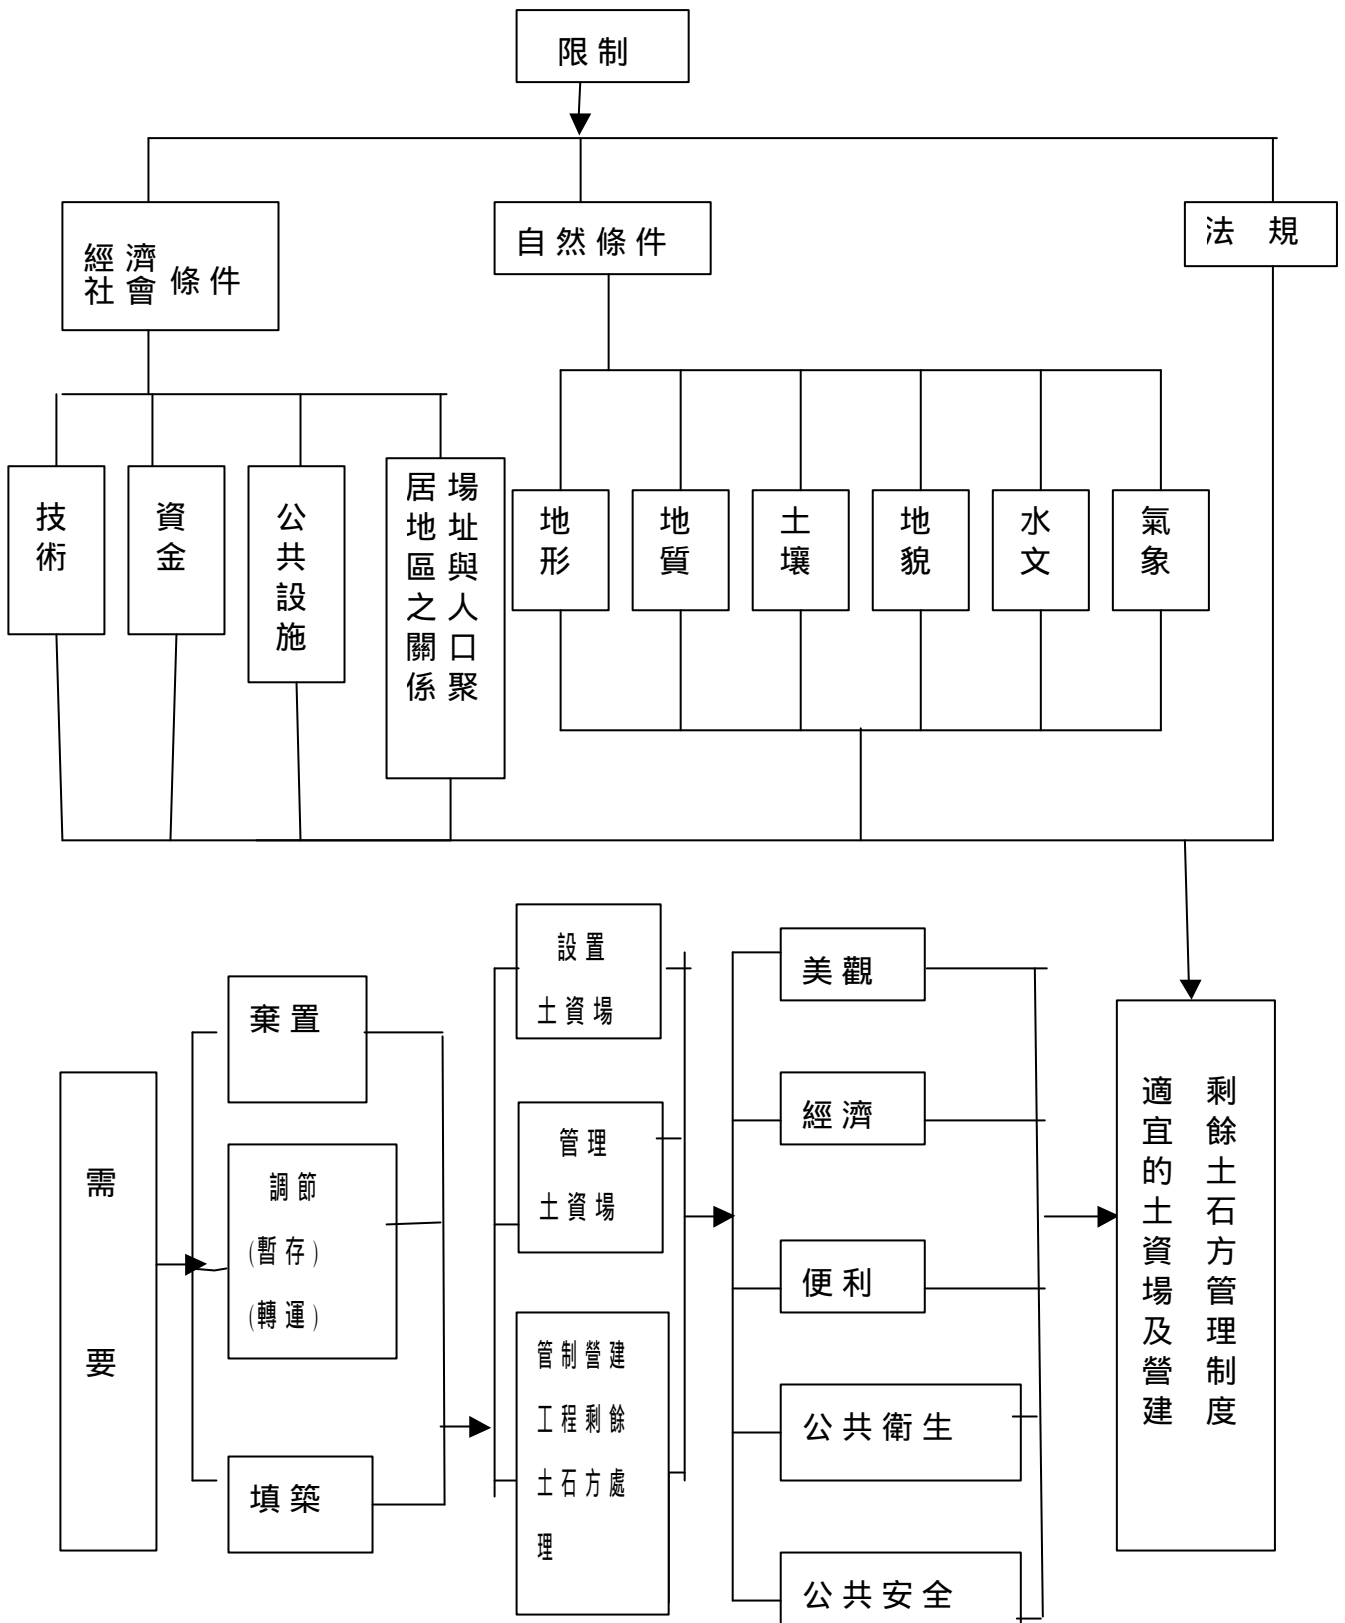 限制
經濟
社會
條件
自然條件
法 規
技術
資金
公共設施
場址與人口聚
居地區之關係
地形
地質
土壤
地貌
水文
氣象
需要
棄置
調節
(暫存)
(轉運)
填築
設置
土資場
管理
土資場
管制營建
工程剩餘
土石方處
理
美觀
經濟
便利
公共衛生
公共安全
適宜的土資場及營建
剩餘土石方管理制度